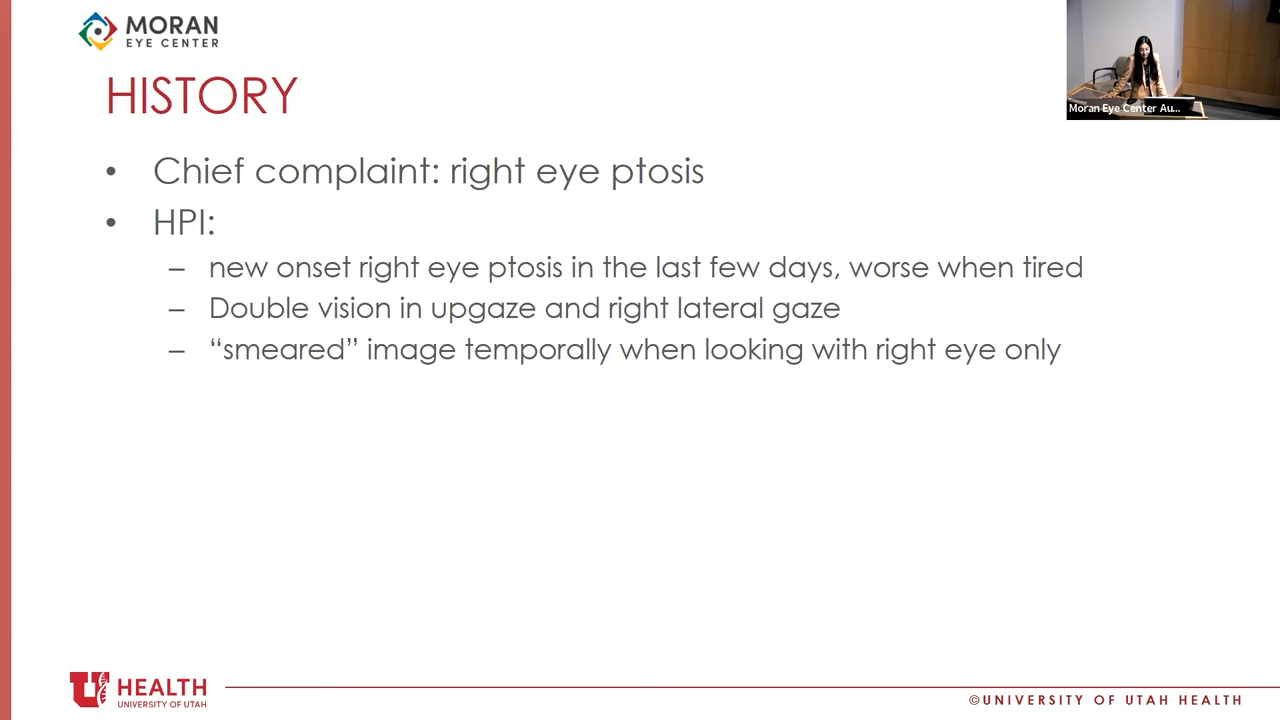 MORAN
EYE CENTER
Moran Eye Center Au...
HISTORY
• Chief complaint: right eye ptosis
• HPI:
– new onset right eye ptosis in the last few days, worse when tired
– Double vision in upgaze and right lateral gaze
– “smeared” image temporally when looking with right eye only
U HEALTH
UNIVERSITY OF UTAH
©UNIVERSITY OF UTAH HEALTH